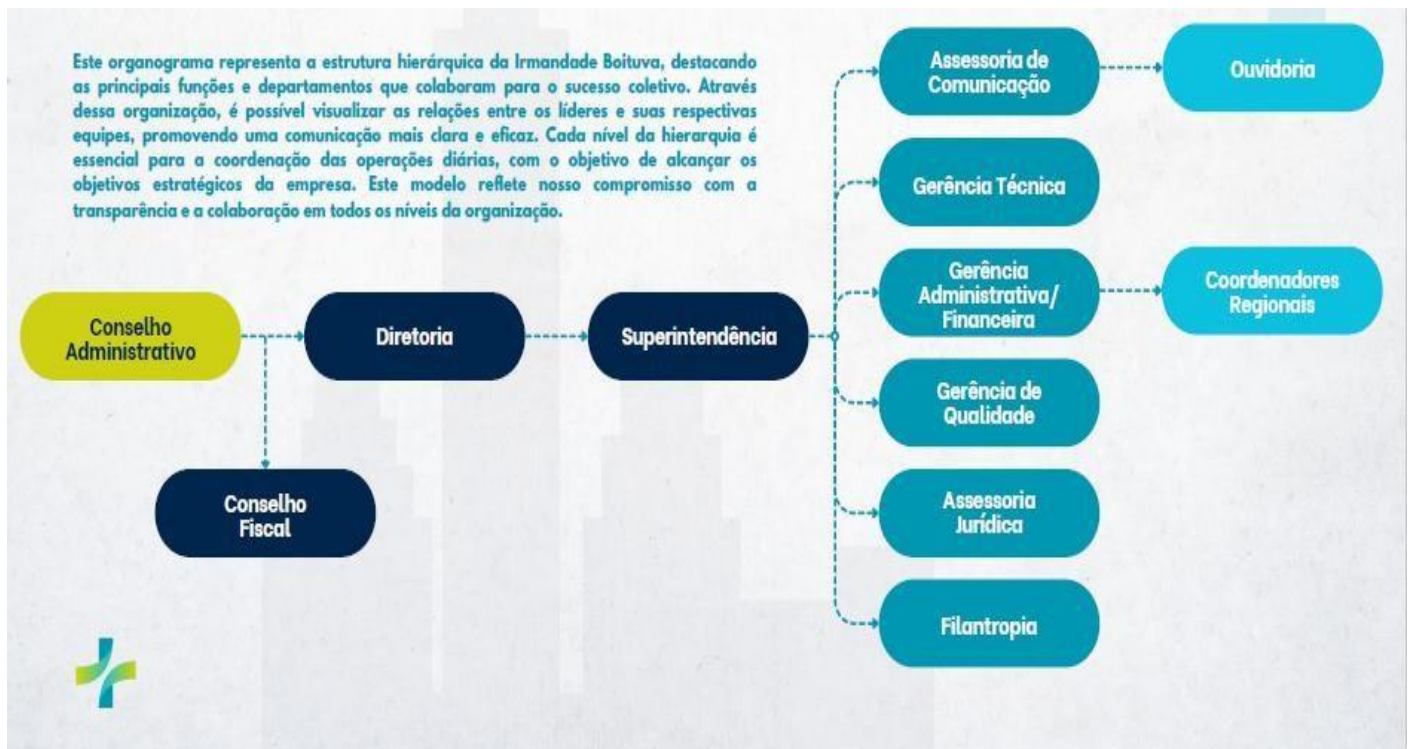 Este organograma representa a estrutura hierárquica da Irmandade Boituva, destacando
as principais funções e departamentos que colaboram para o sucesso coletivo. Através
dessa organização, é possível visualizar as relações entre os líderes e suas respectivas
equipes, promovendo uma comunicação mais clara e eficaz. Cada nível da hierarquia é
essencial para a coordenação das operações diárias, com o objetivo de alcançar os
objetivos estratégicos da empresa. Este modelo reflete nosso compromisso com a
transparência e a colaboração em todos os níveis da organização.
Conselho
Administrativo
Conselho
Fiscal
Diretoria
Superintendência
Assessoria de
Comunicação
Ouvidoria
Gerência Técnica
Gerência
Administrativa/
Financeira
Coordenadores
Regionais
Gerência de
Qualidade
Assessoria
Jurídica
Filantropia